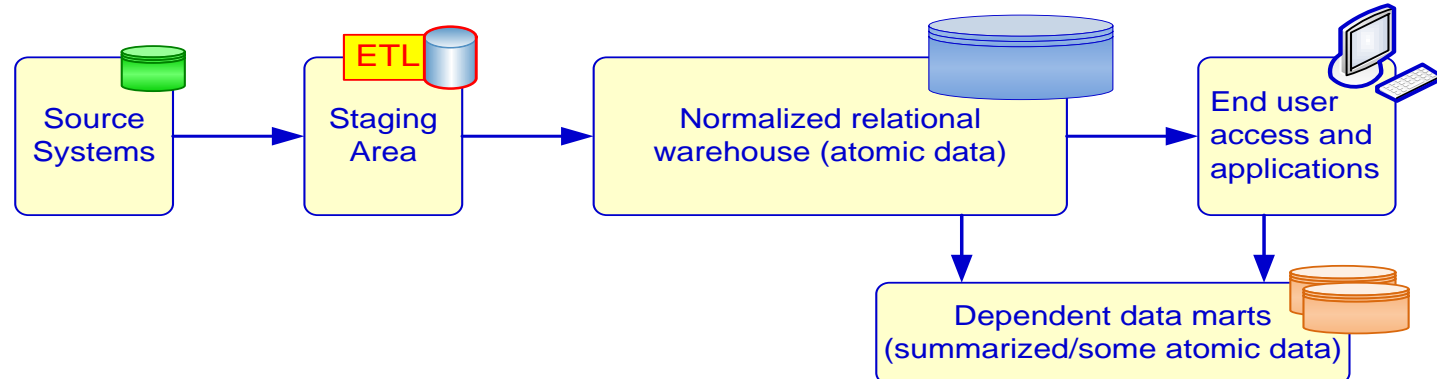 Source
Systems
ETL
Staging
Area
Normalized relational
warehouse (atomic data)
End user
access and
applications
Dependent data marts
(summarized/some atomic data)